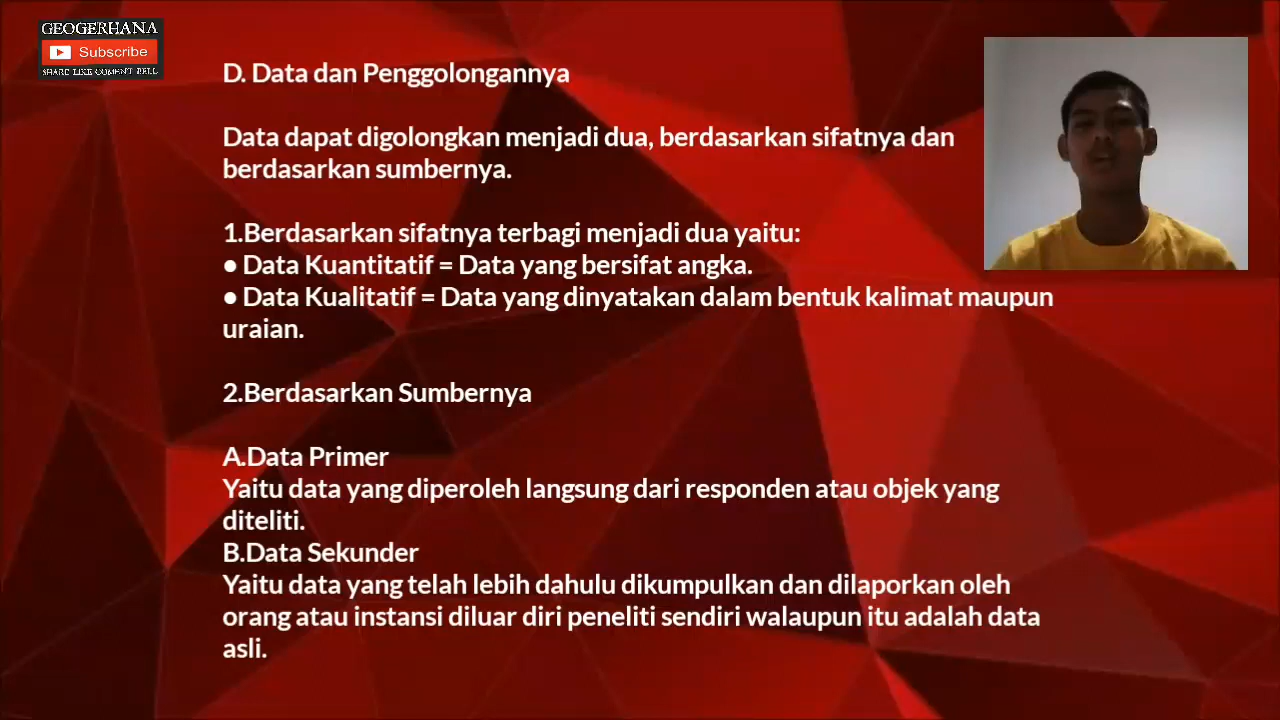 GEOGERHANA
Subscribe
SHARE LIKE COMENT BELL
D. Data dan Penggolongannya
Data dapat digolongkan menjadi dua, berdasarkan sifatnya dan
berdasarkan sumbernya.
1.Berdasarkan sifatnya terbagi menjadi dua yaitu:
● Data Kuantitatif = Data yang bersifat angka.
● Data Kualitatif = Data yang dinyatakan dalam bentuk kalimat maupun
uraian.
2.Berdasarkan Sumbernya
A.Data Primer
Yaitu data yang diperoleh langsung dari responden atau objek yang
diteliti.
B.Data Sekunder
Yaitu data yang telah lebih dahulu dikumpulkan dan dilaporkan oleh
orang atau instansi diluar diri peneliti sendiri walaupun itu adalah data
asli.